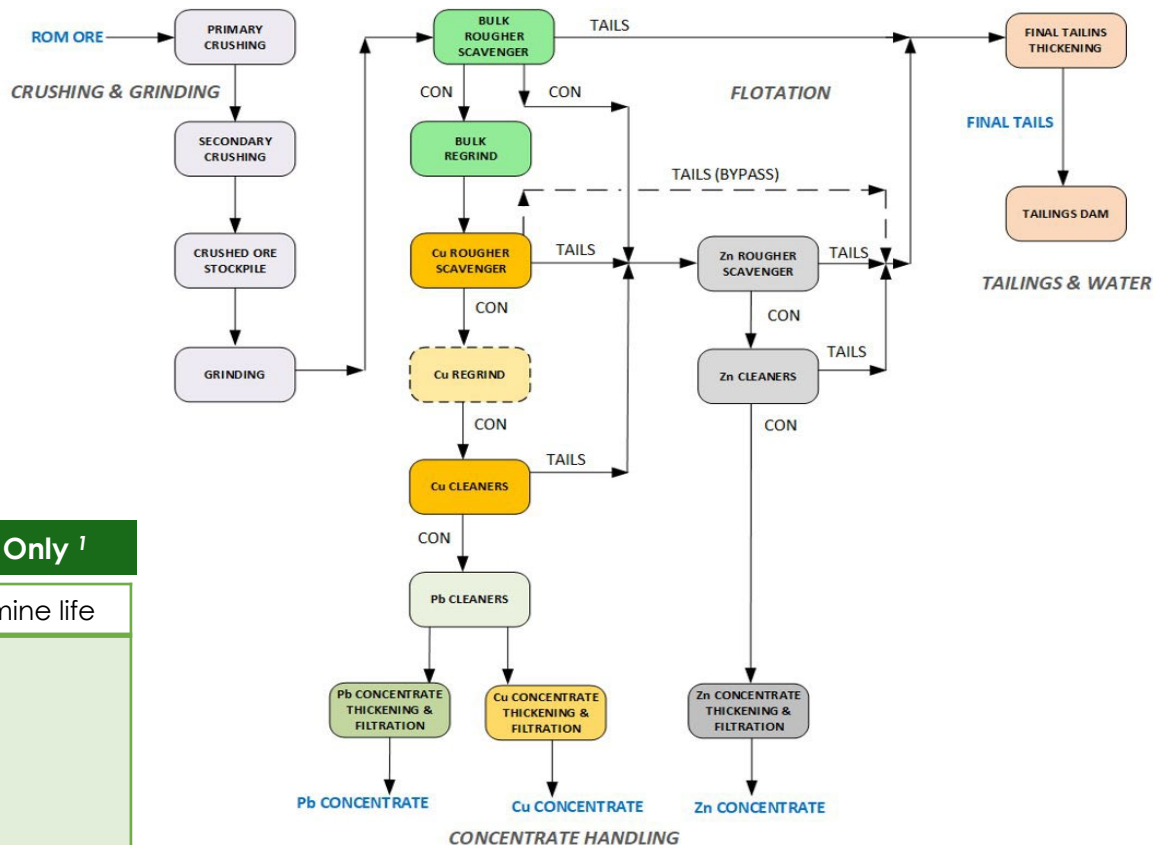 ROM ORE
PRIMARY
CRUSHING
CRUSHING & GRINDING
SECONDARY
CRUSHING
CRUSHED ORE
STOCKPILE
GRINDING
BULK
ROUGHER
SCAVENGER
TAILS
CON
CON
FLOTATION
BULK
REGRIND
TAILS (BYPASS)
Cu ROUGHER
SCAVENGER
TAILS
CON
Cu REGRIND
CON
Cu CLEANERS
TAILS
CON
Pb CLEANERS
Zn ROUGHER
SCAVENGER
TAILS
CON
Zn CLEANERS
TAILS
CON
FINAL TAILINS
THICKENING
FINAL TAILS
TAILINGS DAM
TAILINGS & WATER
Pb CONCENTRATE
THICKENING &
FILTRATION
Cu CONCENTRATE
THICKENING &
FILTRATION
Zn CONCENTRATE
THICKENING &
FILTRATION
Pb CONCENTRATE
Cu CONCENTRATE
Zn CONCENTRATE
CONCENTRATE HANDLING
Only 1
mine life